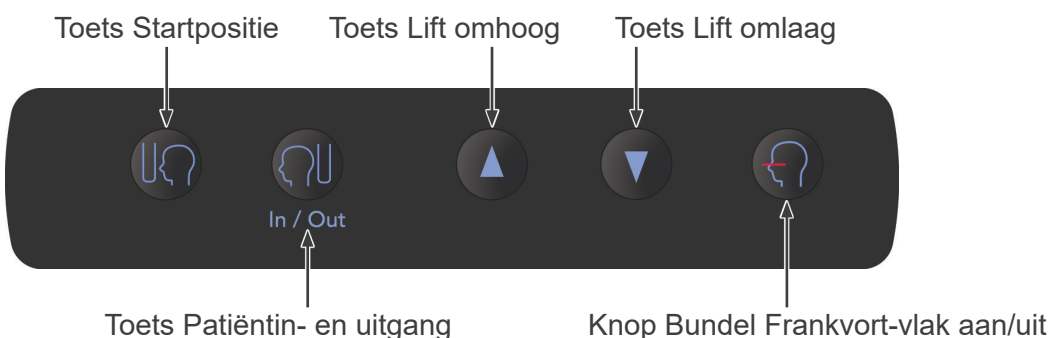 Toets Startpositie Toets Lift omhoog Toets Lift omlaag
In / Out
Toets Patiëntin- en uitgang Knop Bundel Frankvort-vlak aan/uit